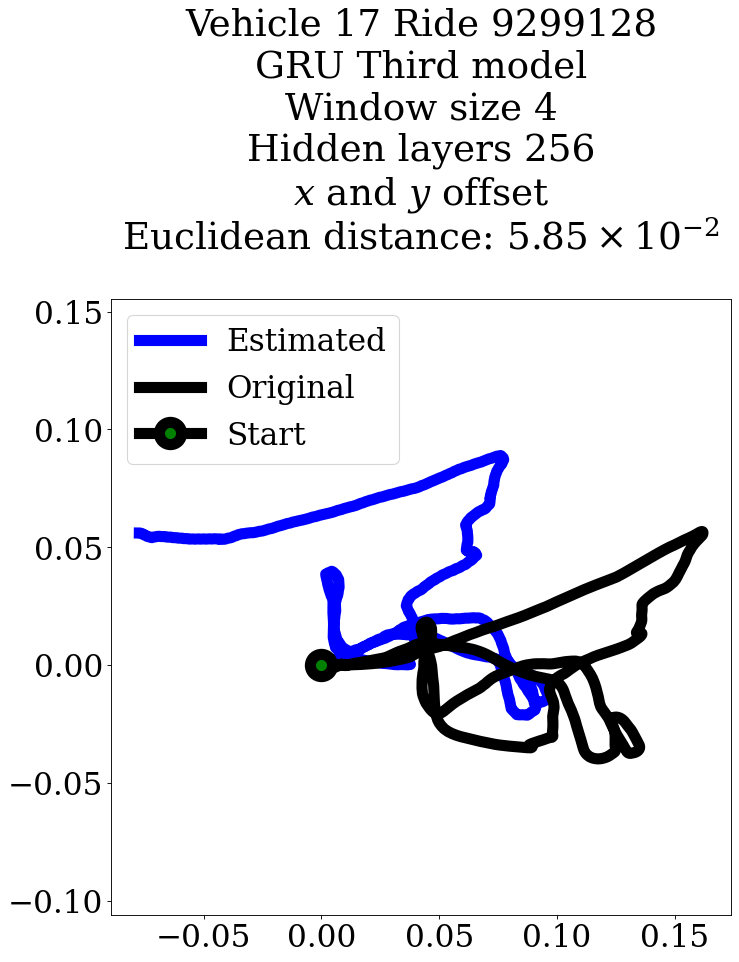 Vehicle 17 Ride 9299128
GRU Third model
Window size 4
Hidden layers 256
x and y offset
Euclidean distance: 5.85 × 10⁻²
Estimated
Original
Start
0.15
0.10
0.05
0.00
−0.05
−0.10
−0.05 0.00 0.05 0.10 0.15